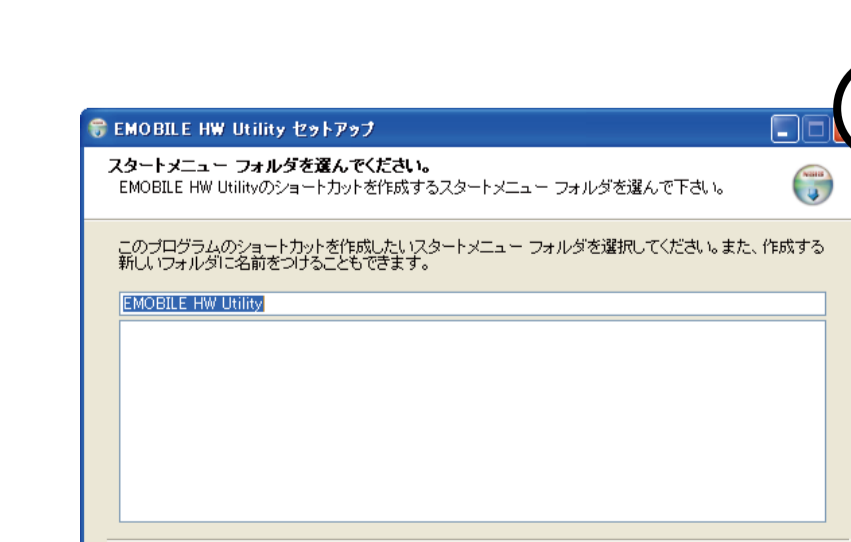 EMOBILE HW Utility セットアップ
スタートメニュー フォルダを選んでください。
EMOBILE HW Utilityのショートカットを作成するスタートメニュー フォルダを選んで下さい。
このプログラムのショートカットを作成したいスタートメニュー フォルダを選択してください。また、作成する
新しいフォルダに名前をつけることもできます。
EMOBILE HW Utility